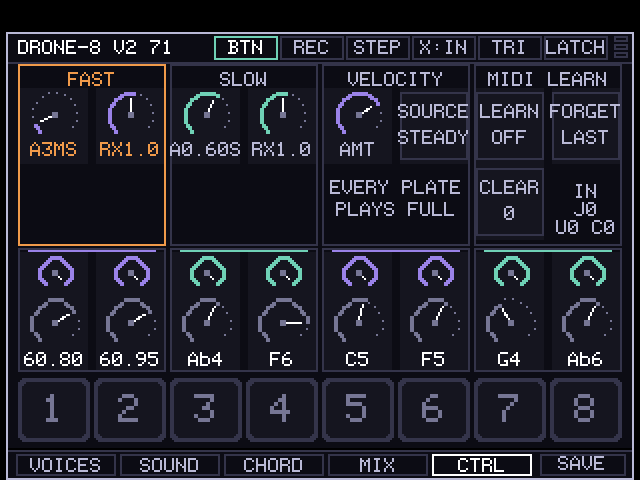 DRONE-8 V2 71 BTN REC STEP X:IN TRI LATCH
FAST SLOW VELOCITY MIDI LEARN
SOURCE LEARN FORGET
STEADY OFF LAST
A3MS RX1.0 A0.60S RX1.0 AMT
EVERY PLATE CLEAR IN
PLAYS FULL 0 J0
U0 C0
60.80 60.95 Ab4 F6 C5 F5 G4 Ab6
1 2 3 4 5 6 7 8
VOICES SOUND CHORD MIX CTRL SAVE